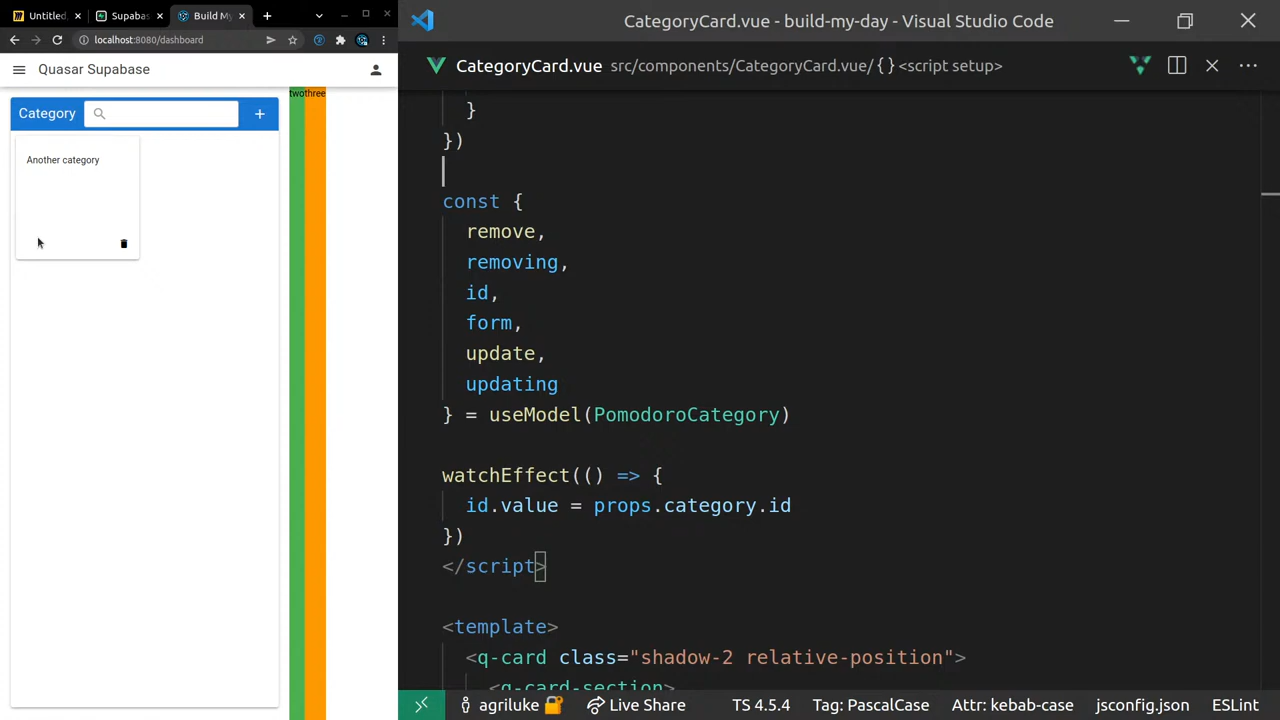 Untitled,
Supabas
Build My
localhost:8080/dashboard
Quasar Supabase
Category
Another category
twothree
CategoryCard.vue - build-my-day - Visual Studio Code
CategoryCard.vue src/components/CategoryCard.vue/ {} <script setup>
}
})
const {
remove,
removing,
id,
form,
update,
updating
} = useModel(PomodoroCategory)
watchEffect(() => {
id.value = props.category.id
})
</script>
<template>
<q-card class="shadow-2 relative-position">
<q-card-section>
agriluke Live Share TS 4.5.4 Tag: PascalCase Attr: kebab-case jsconfig.json ESLint